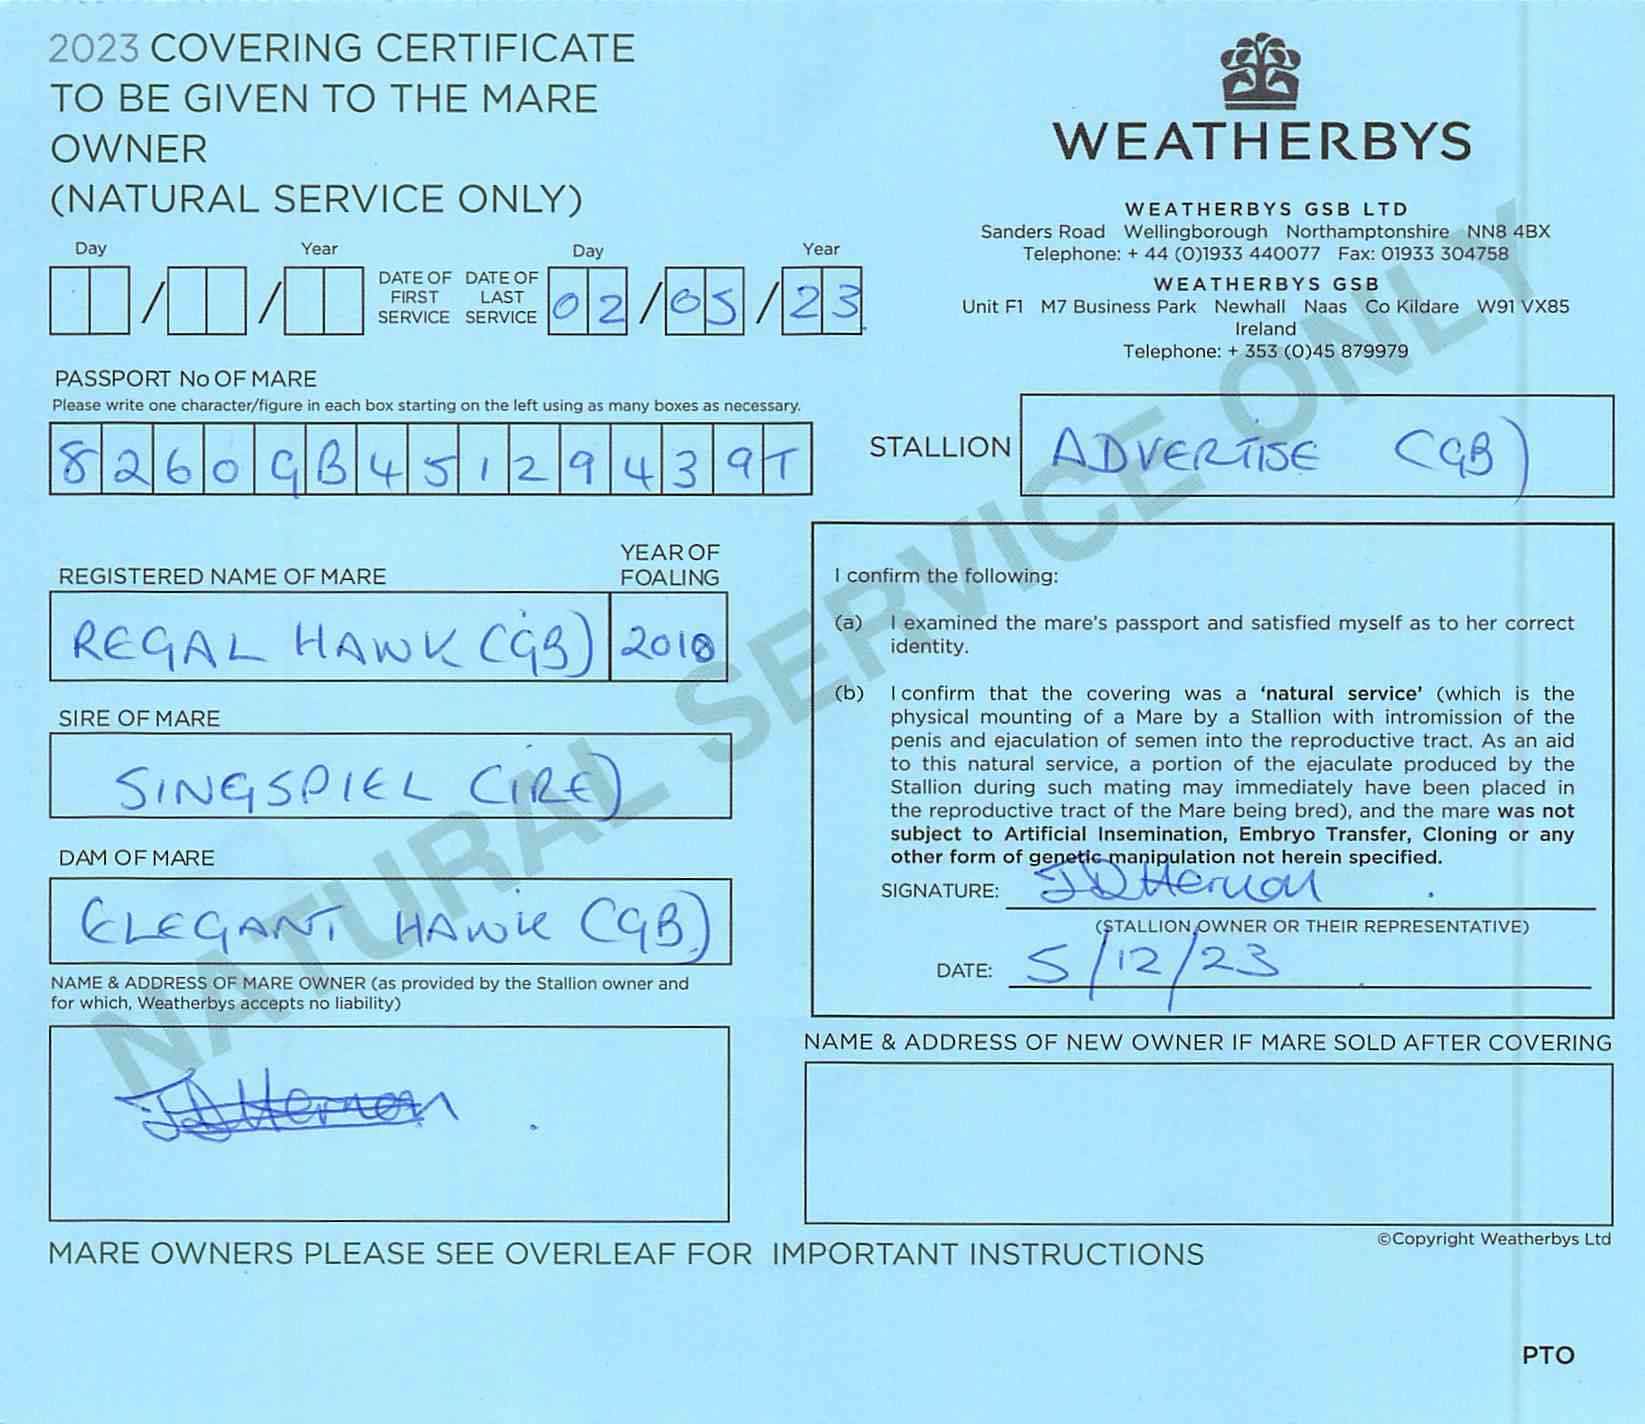 2023 COVERING CERTIFICATE
TO BE GIVEN TO THE MARE
OWNER
(NATURAL SERVICE ONLY)
Day Year
DATE OF FIRST SERVICE
DATE OF LAST SERVICE
Day Year
02/05/23
PASSPORT No OF MARE
Please write one character/figure in each box starting on the left using as many boxes as necessary.
8260GB45129439T
REGISTERED NAME OF MARE
YEAR OF FOALING
REGAL HAWK (GB) 2010
SIRE OF MARE
SINGSPIEL (IRE)
DAM OF MARE
ELEGANT HAWK (GB)
NAME & ADDRESS OF MARE OWNER (as provided by the Stallion owner and
for which, Weatherbys accepts no liability)
MARE OWNERS PLEASE SEE OVERLEAF FOR IMPORTANT INSTRUCTIONS
WEATHERBYS
WEATHERBYS GSB LTD
Sanders Road Wellingborough Northamptonshire NN8 4BX
Telephone: + 44 (0)1933 440077 Fax: 01933 304758
WEATHERBYS GSB
Unit F1 M7 Business Park Newhall Naas Co Kildare W91 VX85
Ireland
Telephone: + 353 (0)45 879979
STALLION ADVERTISE (GB)
I confirm the following:
(a) I examined the mare's passport and satisfied myself as to her correct
identity.
(b) I confirm that the covering was a 'natural service' (which is the
physical mounting of a Mare by a Stallion with intromission of the
penis and ejaculation of semen into the reproductive tract. As an aid
to this natural service, a portion of the ejaculate produced by the
Stallion during such mating may immediately have been placed in
the reproductive tract of the Mare being bred), and the mare was not
subject to Artificial Insemination, Embryo Transfer, Cloning or any
other form of genetic manipulation not herein specified.
SIGNATURE:
(STALLION OWNER OR THEIR REPRESENTATIVE)
DATE: 5/12/23
NAME & ADDRESS OF NEW OWNER IF MARE SOLD AFTER COVERING
©Copyright Weatherbys Ltd
PTO
NATURAL SERVICE ONLY